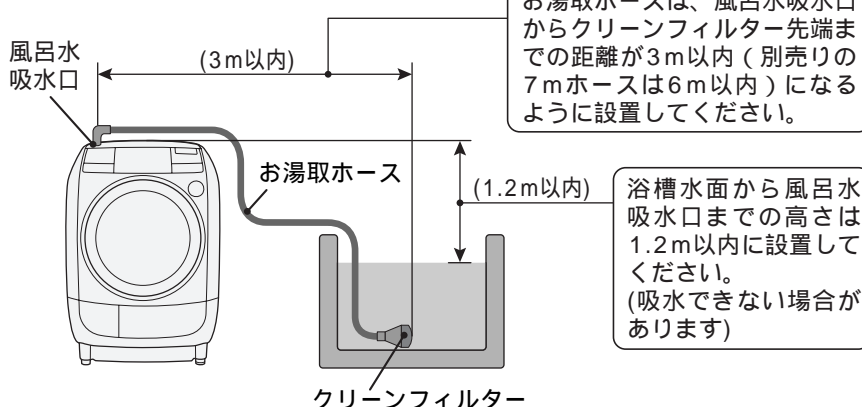 お湯取ホースは、風呂水吸水口
からクリーンフィルター先端ま
での距離が3m以内(別売りの
7mホースは6m以内)になる
ように設置してください。
風呂水
吸水口
(3m以内)
お湯取ホース
(1.2m以内)
浴槽水面から風呂水
吸水口までの高さは
1.2m以内に設置して
ください。
(吸水できない場合が
あります)
クリーンフィルター